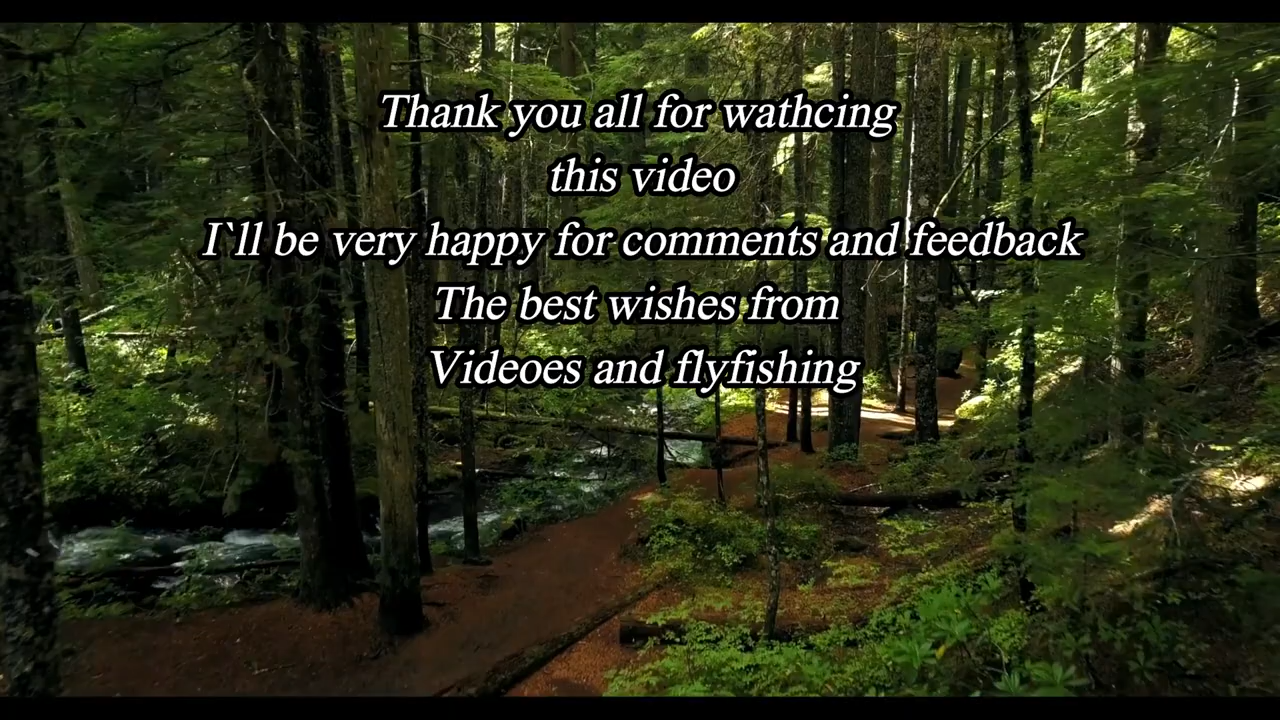 Thank you all for wathcing
this video
I`ll be very happy for comments and feedback
The best wishes from
Videoes and flyfishing